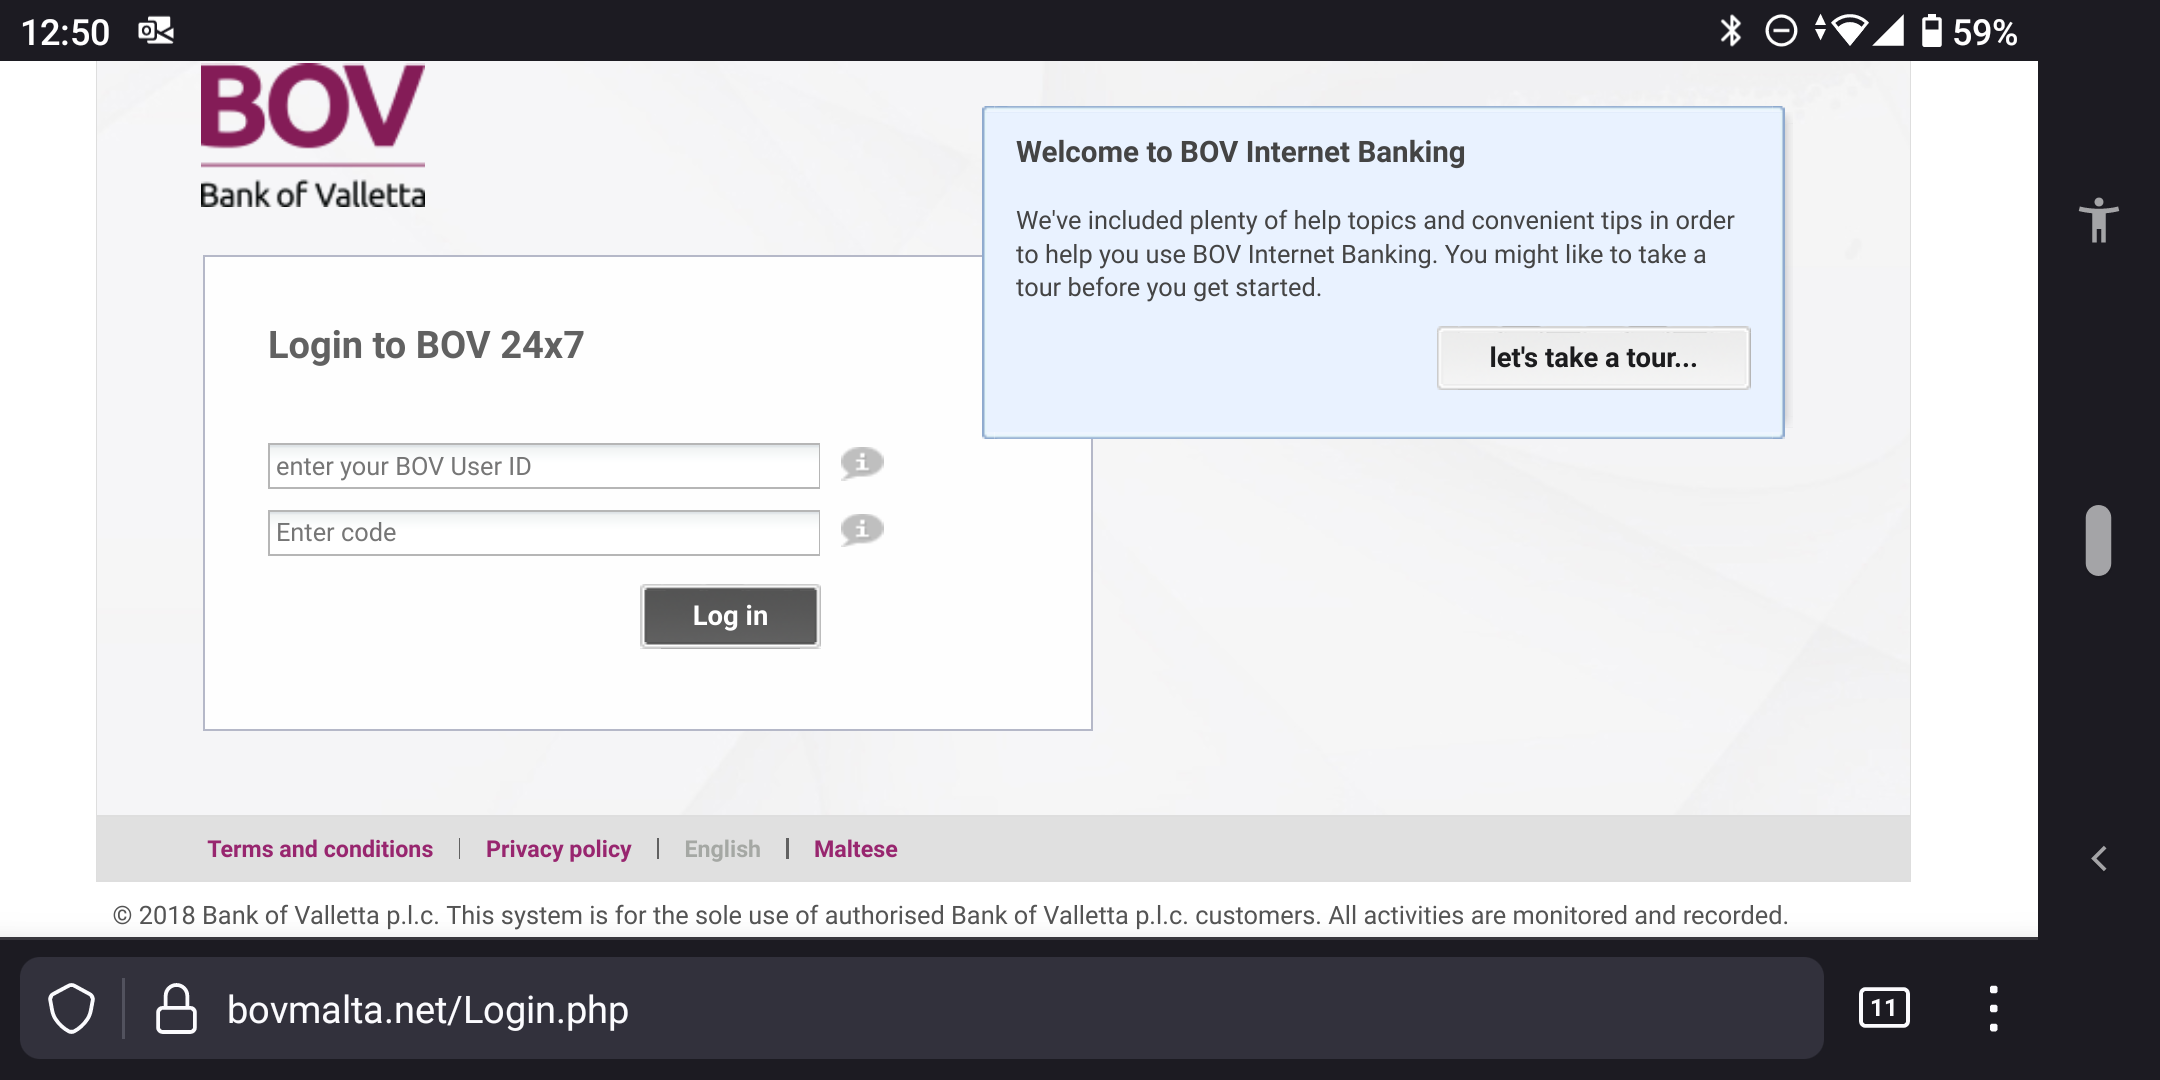 12:50
59%
BOV
Bank of Valletta
Welcome to BOV Internet Banking
We've included plenty of help topics and convenient tips in order
to help you use BOV Internet Banking. You might like to take a
tour before you get started.
let's take a tour...
Login to BOV 24x7
enter your BOV User ID
Enter code
Log in
Terms and conditions | Privacy policy | English | Maltese
© 2018 Bank of Valletta p.l.c. This system is for the sole use of authorised Bank of Valletta p.l.c. customers. All activities are monitored and recorded.
bovmalta.net/Login.php
11